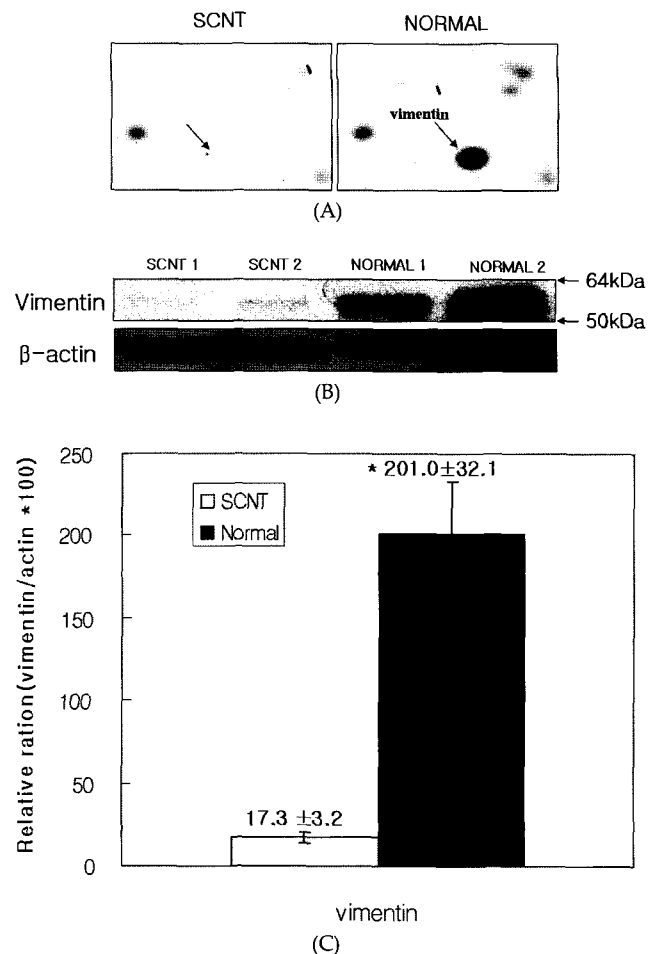 SCNT NORMAL
vimentin
(A)
SCNT 1 SCNT 2 NORMAL 1 NORMAL 2
64kDa
Vimentin
50kDa
β-actin
(B)
Relative ration(vimentin/actin *100)
250
200
150
100
50
0
SCNT
Normal
* 201.0±32.1
17.3 ±3.2
vimentin
(C)